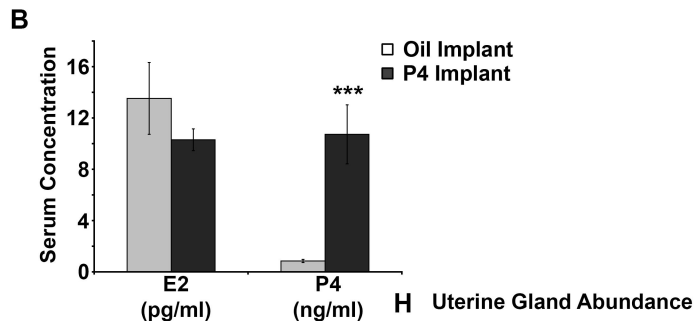 B
Oil Implant
P4 Implant
Serum Concentration
16
12
8
4
0
***
E2 P4
(pg/ml) (ng/ml)
H Uterine Gland Abundance